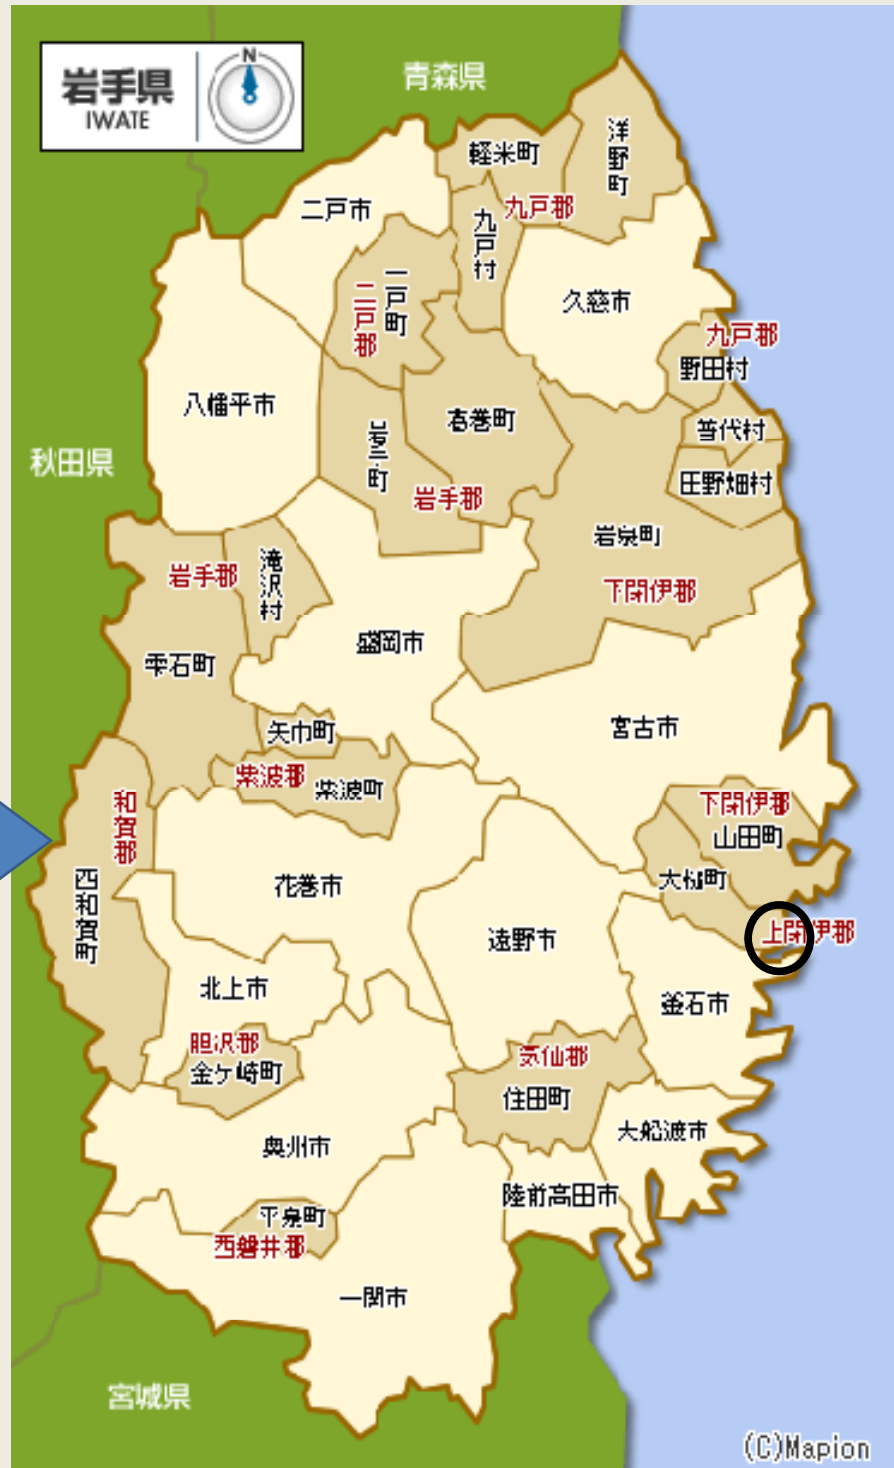 岩手県
IWATE
N
青森県
洋野町
軽米町
九戸郡
二戸市
九戸村
一戸町
二戸郡
久慈市
九戸郡
野田村
八幡平市
葛巻町
普代村
秋田県
田野畑村
岩手郡
岩泉町
岩手郡
滝沢村
下閉伊郡
盛岡市
雫石町
宮古市
矢巾町
紫波郡
紫波町
下閉伊郡
和賀郡
山田町
大槌町
花巻市
西和賀町
上閉伊郡
遠野市
北上市
釜石市
胆沢郡
金ケ崎町
気仙郡
住田町
大船渡市
奥州市
陸前高田市
平泉町
西磐井郡
一関市
宮城県
(C)Mapion